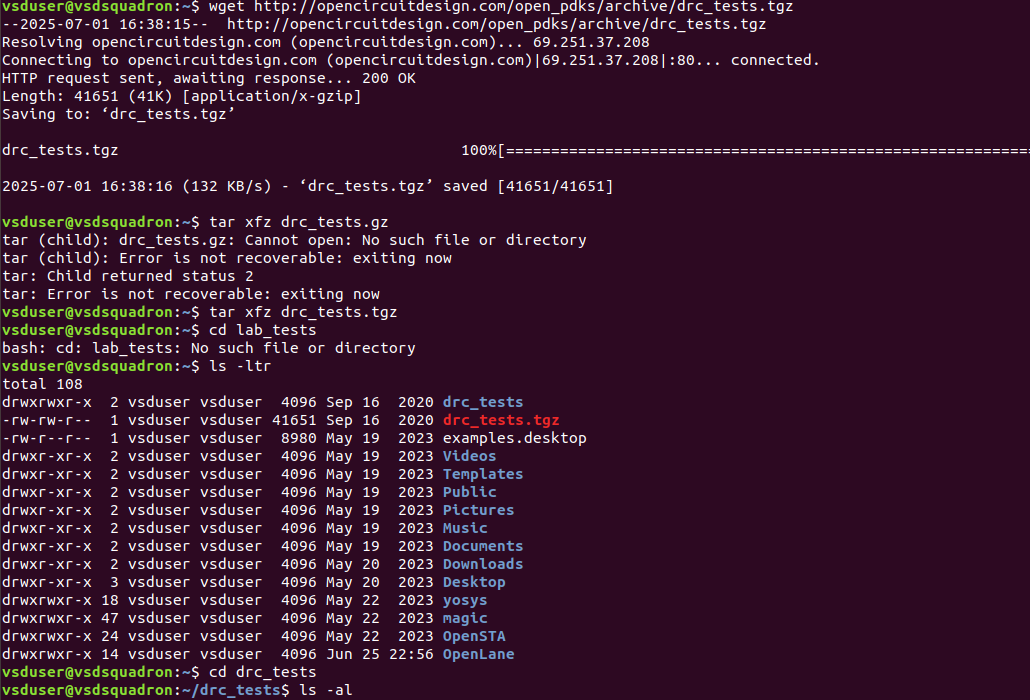 vsduser@vsdsquadron:~$ wget http://opencircuitdesign.com/open_pdks/archive/drc_tests.tgz
--2025-07-01 16:38:15--  http://opencircuitdesign.com/open_pdks/archive/drc_tests.tgz
Resolving opencircuitdesign.com (opencircuitdesign.com)... 69.251.37.208
Connecting to opencircuitdesign.com (opencircuitdesign.com)|69.251.37.208|:80... connected.
HTTP request sent, awaiting response... 200 OK
Length: 41651 (41K) [application/x-gzip]
Saving to: ‘drc_tests.tgz’
drc_tests.tgz                                      100%[==========================================================
2025-07-01 16:38:16 (132 KB/s) - ‘drc_tests.tgz’ saved [41651/41651]
vsduser@vsdsquadron:~$ tar xfz drc_tests.gz
tar (child): drc_tests.gz: Cannot open: No such file or directory
tar (child): Error is not recoverable: exiting now
tar: Child returned status 2
tar: Error is not recoverable: exiting now
vsduser@vsdsquadron:~$ tar xfz drc_tests.tgz
vsduser@vsdsquadron:~$ cd lab_tests
bash: cd: lab_tests: No such file or directory
vsduser@vsdsquadron:~$ ls -ltr
total 108
drwxrwxr-x  2 vsduser vsduser  4096 Sep 16  2020 drc_tests
-rw-rw-r--  1 vsduser vsduser 41651 Sep 16  2020 drc_tests.tgz
-rw-r--r--  1 vsduser vsduser  8980 May 19  2023 examples.desktop
drwxr-xr-x  2 vsduser vsduser  4096 May 19  2023 Videos
drwxr-xr-x  2 vsduser vsduser  4096 May 19  2023 Templates
drwxr-xr-x  2 vsduser vsduser  4096 May 19  2023 Public
drwxr-xr-x  2 vsduser vsduser  4096 May 19  2023 Pictures
drwxr-xr-x  2 vsduser vsduser  4096 May 19  2023 Music
drwxr-xr-x  2 vsduser vsduser  4096 May 19  2023 Documents
drwxr-xr-x  2 vsduser vsduser  4096 May 20  2023 Downloads
drwxr-xr-x  3 vsduser vsduser  4096 May 20  2023 Desktop
drwxrwxr-x 18 vsduser vsduser  4096 May 22  2023 yosys
drwxrwxr-x 47 vsduser vsduser  4096 May 22  2023 magic
drwxrwxr-x 24 vsduser vsduser  4096 May 22  2023 OpenSTA
drwxrwxr-x 14 vsduser vsduser  4096 Jun 25 22:56 OpenLane
vsduser@vsdsquadron:~$ cd drc_tests
vsduser@vsdsquadron:~/drc_tests$ ls -al